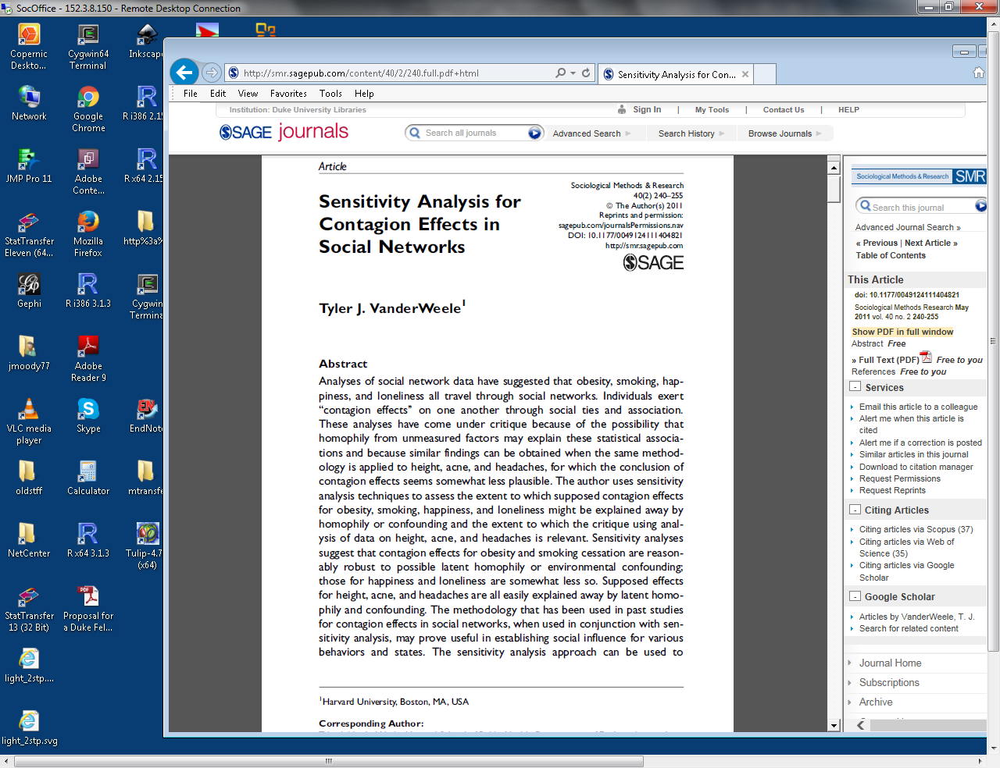 SocOffice - 152.3.8.150 - Remote Desktop Connection
Copernic Deskto...
Cygwin64 Terminal
Inkscape
Network
Google Chrome
R i386 2.15
JMP Pro 11
Adobe Conte...
R x64 2.15
StatTransfer Eleven (64...
Mozilla Firefox
http%3a%
Gephi
R i386 3.1.3
Cygwin Termina
jmoody77
Adobe Reader 9
VLC media player
Skype
EndNote
oldstff
Calculator
mtransfe
NetCenter
R x64 3.1.3
Tulip-4.7 (x64)
StatTransfer 13 (32 Bit)
Proposal for a Duke Fel...
light_2stp....
light_2stp.svg
http://smr.sagepub.com/content/40/2/240.full.pdf+html
Sensitivity Analysis for Con...
File Edit View Favorites Tools Help
Institution: Duke University Libraries
Sign In | My Tools | Contact Us | HELP
SAGE journals
Search all journals
Advanced Search
Search History
Browse Journals
Article
Sensitivity Analysis for
Contagion Effects in
Social Networks
Sociological Methods & Research
40(2) 240–255
© The Author(s) 2011
Reprints and permission:
sagepub.com/journalsPermissions.nav
DOI: 10.1177/0049124111404821
http://smr.sagepub.com
SAGE
Tyler J. VanderWeele1
Abstract
Analyses of social network data have suggested that obesity, smoking, hap-
piness, and loneliness all travel through social networks. Individuals exert
“contagion effects” on one another through social ties and association.
These analyses have come under critique because of the possibility that
homophily from unmeasured factors may explain these statistical associa-
tions and because similar findings can be obtained when the same method-
ology is applied to height, acne, and headaches, for which the conclusion of
contagion effects seems somewhat less plausible. The author uses sensitivity
analysis techniques to assess the extent to which supposed contagion effects
for obesity, smoking, happiness, and loneliness might be explained away by
homophily or confounding and the extent to which the critique using anal-
ysis of data on height, acne, and headaches is relevant. Sensitivity analyses
suggest that contagion effects for obesity and smoking cessation are reason-
ably robust to possible latent homophily or environmental confounding;
those for happiness and loneliness are somewhat less so. Supposed effects
for height, acne, and headaches are all easily explained away by latent homo-
phily and confounding. The methodology that has been used in past studies
for contagion effects in social networks, when used in conjunction with sen-
sitivity analysis, may prove useful in establishing social influence for various
behaviors and states. The sensitivity analysis approach can be used to
1Harvard University, Boston, MA, USA
Corresponding Author:
Sociological Methods & Research SMR
Search this journal
Advanced Journal Search »
« Previous | Next Article »
Table of Contents
This Article
doi: 10.1177/0049124111404821
Sociological Methods Research May
2011 vol. 40 no. 2 240-255
Show PDF in full window
Abstract Free
» Full Text (PDF) Free to you
References Free to you
- Services
Email this article to a colleague
Alert me when this article is
cited
Alert me if a correction is posted
Similar articles in this journal
Download to citation manager
Request Permissions
Request Reprints
- Citing Articles
Citing articles via Scopus (37)
Citing articles via Web of
Science (35)
Citing articles via Google
Scholar
- Google Scholar
Articles by VanderWeele, T. J.
Search for related content
Journal Home
Subscriptions
Archive